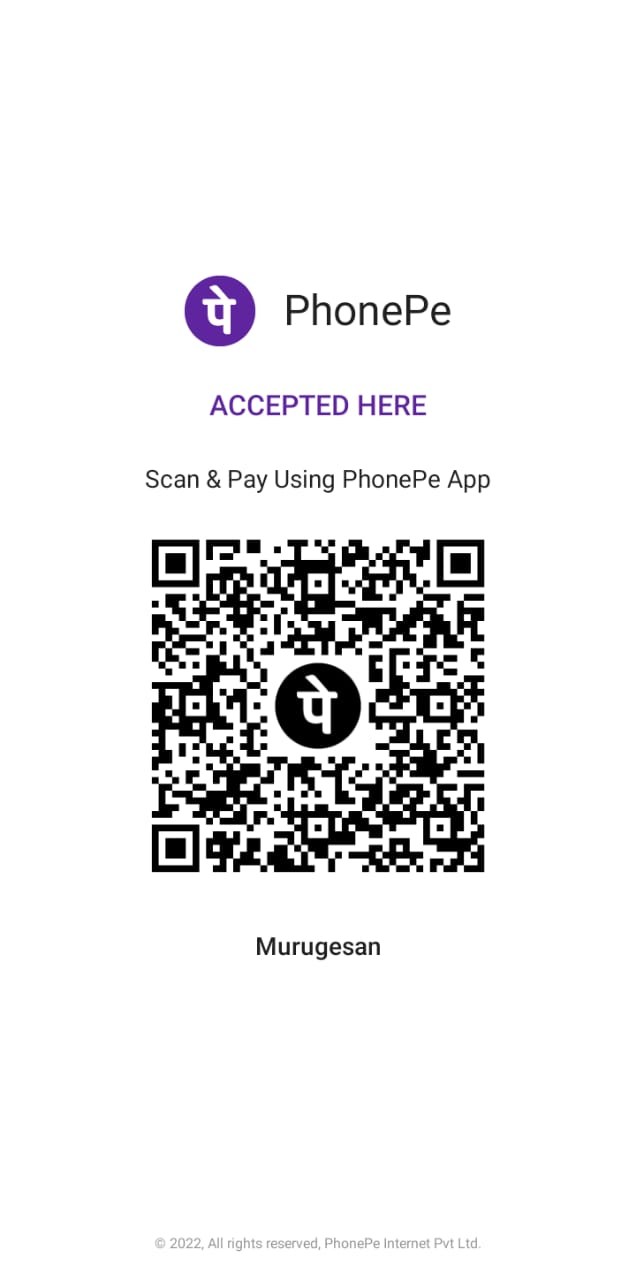 पे PhonePe
ACCEPTED HERE
Scan & Pay Using PhonePe App
पे
Murugesan
© 2022, All rights reserved, PhonePe Internet Pvt Ltd.